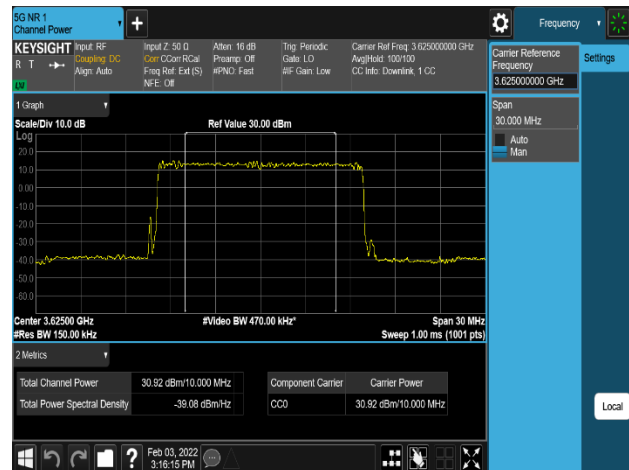 5G NR 1
Channel Power
Frequency
KEYSIGHT
R T
LXI
Input: RF
Coupling: DC
Align: Auto
Input Z: 50 Ω
Corr CCorr RCal
Freq Ref: Ext (S)
NFE: Off
Atten: 16 dB
Preamp: Off
#PNO: Fast
Trig: Periodic
Gate: LO
#IF Gain: Low
Carrier Ref Freq: 3.625000000 GHz
Avg|Hold: 100/100
CC Info: Downlink, 1 CC
Carrier Reference
Frequency
3.625000000 GHz
Settings
Span
30.000 MHz
Auto
Man
1 Graph
Scale/Div 10.0 dB
Ref Value 30.00 dBm
Log
20.0
10.0
0.00
-10.0
-20.0
-30.0
-40.0
-50.0
-60.0
Center 3.62500 GHz
#Video BW 470.00 kHz*
Span 30 MHz
#Res BW 150.00 kHz
Sweep 1.00 ms (1001 pts)
2 Metrics
Total Channel Power
30.92 dBm/10.000 MHz
Total Power Spectral Density
-39.08 dBm/Hz
Component Carrier
Carrier Power
CC0
30.92 dBm/10.000 MHz
Local
?
Feb 03, 2022
3:16:15 PM